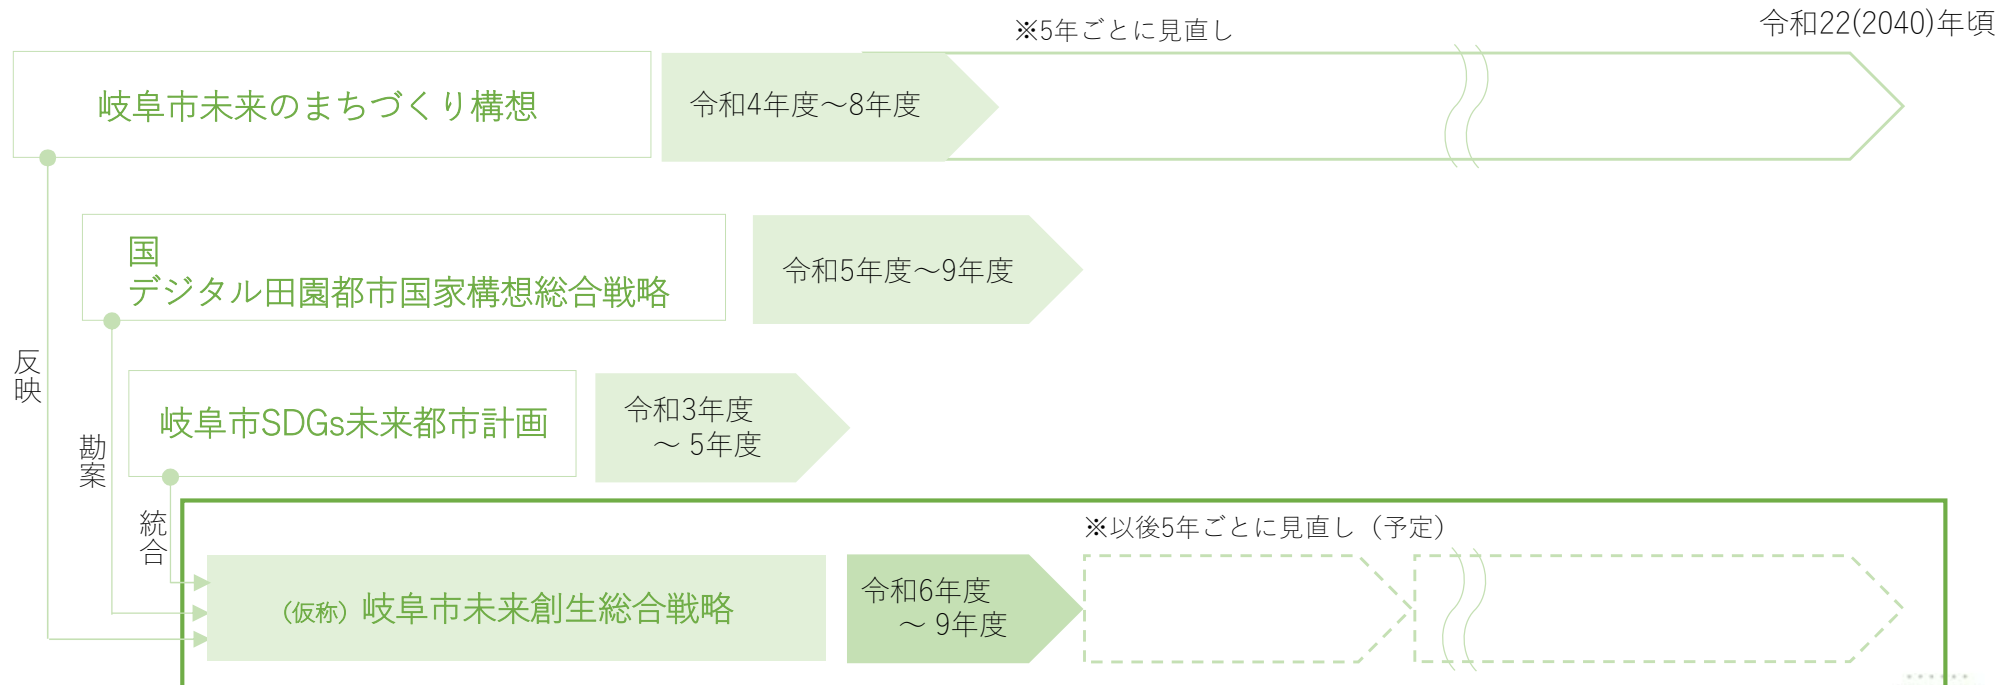 ※5年ごとに見直し
令和22(2040)年頃
岐阜市未来のまちづくり構想
令和4年度～8年度
国
デジタル田園都市国家構想総合戦略
令和5年度～9年度
反映
岐阜市SDGs未来都市計画
令和3年度
～ 5年度
勘案
統合
※以後5年ごとに見直し（予定）
（仮称）岐阜市未来創生総合戦略
令和6年度
～ 9年度